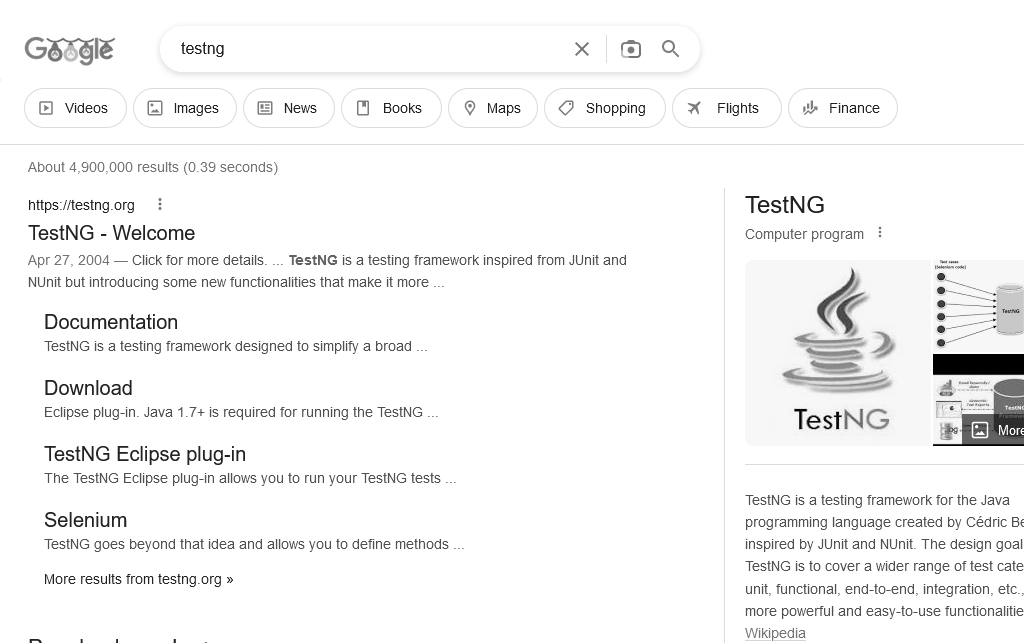 Google
testng
Videos
Images
News
Books
Maps
Shopping
Flights
Finance
About 4,900,000 results (0.39 seconds)
https://testng.org
TestNG - Welcome
Apr 27, 2004 — Click for more details. ... TestNG is a testing framework inspired from JUnit and
NUnit but introducing some new functionalities that make it more ...
Documentation
TestNG is a testing framework designed to simplify a broad ...
Download
Eclipse plug-in. Java 1.7+ is required for running the TestNG ...
TestNG Eclipse plug-in
The TestNG Eclipse plug-in allows you to run your TestNG tests ...
Selenium
TestNG goes beyond that idea and allows you to define methods ...
More results from testng.org »
TestNG
Computer program
TestNG
Test cases
(Selenium code)
TestNG
TestNG
More
TestNG is a testing framework for the Java
programming language created by Cédric Be
inspired by JUnit and NUnit. The design goal
TestNG is to cover a wider range of test cate
unit, functional, end-to-end, integration, etc.,
more powerful and easy-to-use functionalitie
Wikipedia